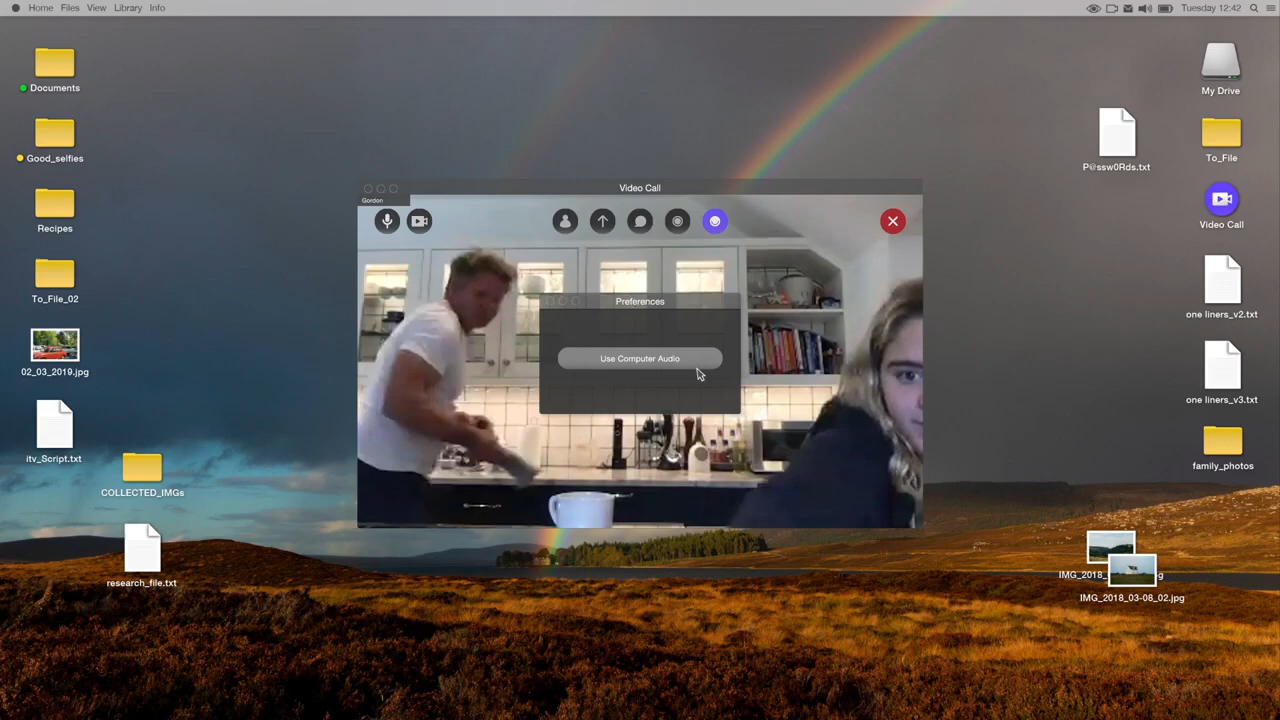 Home Files View Library Info
Tuesday 12:42
Documents
Good_selfies
Recipes
To_File_02
02_03_2019.jpg
itv_Script.txt
COLLECTED_IMGs
research_file.txt
Video Call
Gordon
Preferences
Use Computer Audio
My Drive
P@ssw0Rds.txt
To_File
Video Call
one liners_v2.txt
one liners_v3.txt
family_photos
IMG_2018_
g
IMG_2018_03-08_02.jpg